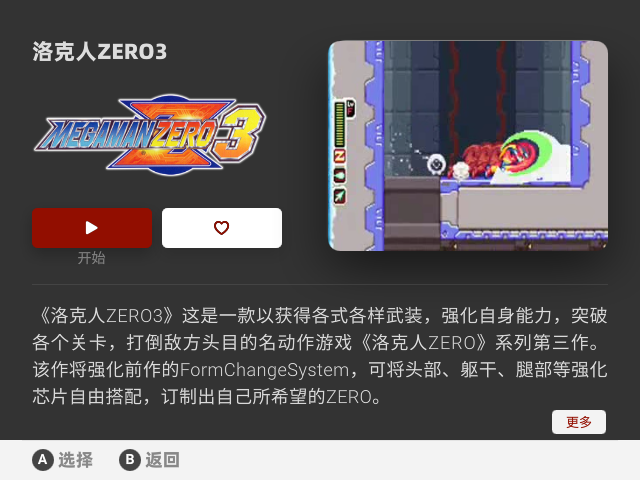 洛克人ZERO3
MEGAMAN ZERO 3
开始
《洛克人ZERO3》这是一款以获得各式各样武装，强化自身能力，突破
各个关卡，打倒敌方头目的名动作游戏《洛克人ZERO》系列第三作。
该作将强化前作的FormChangeSystem，可将头部、躯干、腿部等强化
芯片自由搭配，订制出自己所希望的ZERO。
更多
A 选择 B 返回